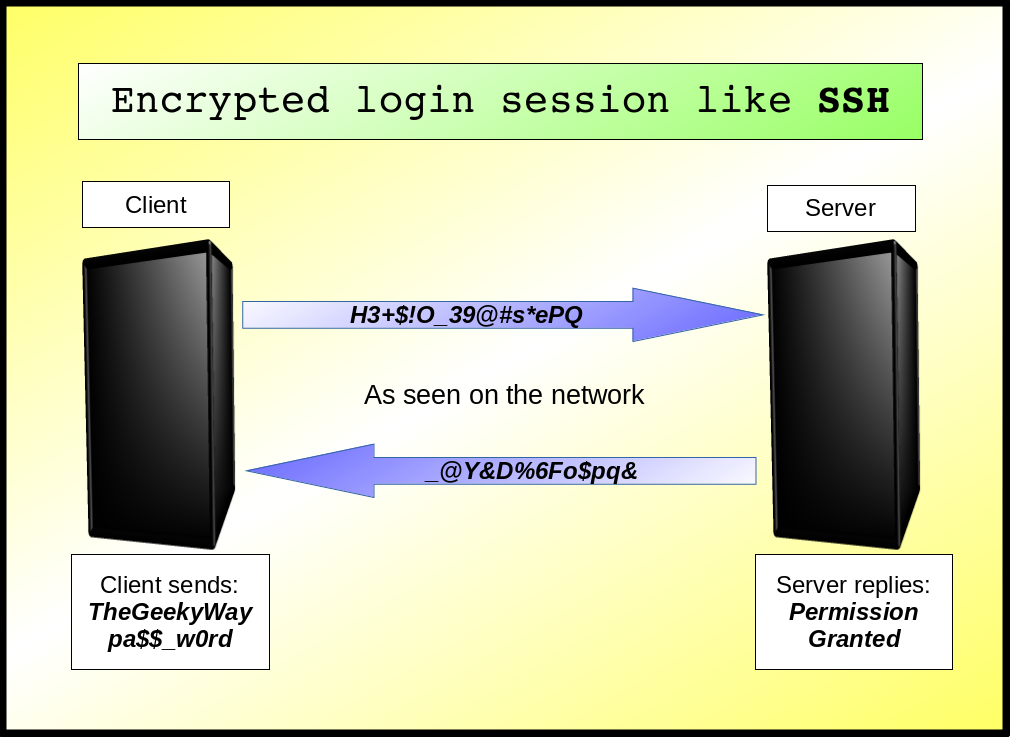 Encrypted login session like SSH
Client
Server
H3+$!O_39@#s*ePQ
As seen on the network
_@Y&D%6Fo$pq&
Client sends:
TheGeekyWay
pa$$_w0rd
Server replies:
Permission
Granted